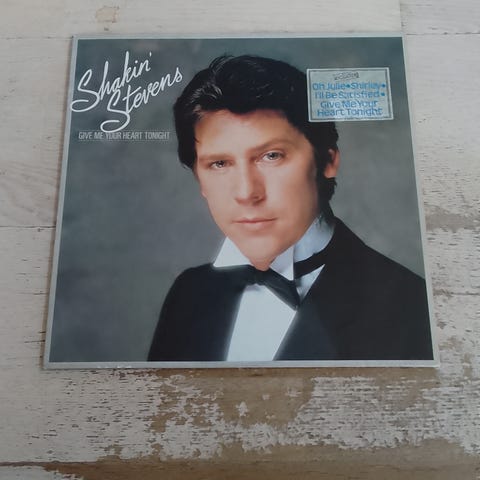 Shakin'
Stevens
GIVE ME YOUR HEART TONIGHT
Oh Julie • Shirley •
I'll Be Satisfied •
Give Me Your
Heart Tonight